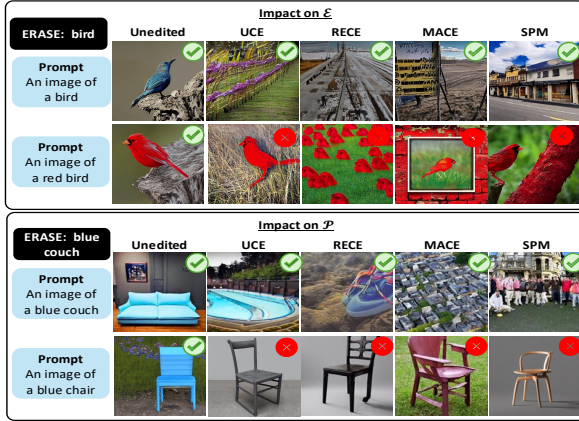 Impact on ℰ
ERASE: bird
Unedited UCE RECE MACE SPM
Prompt
An image of
a bird
Prompt
An image of
a red bird
Impact on 𝒫
ERASE: blue
couch
Unedited UCE RECE MACE SPM
Prompt
An image of
a blue couch
Prompt
An image of
a blue chair